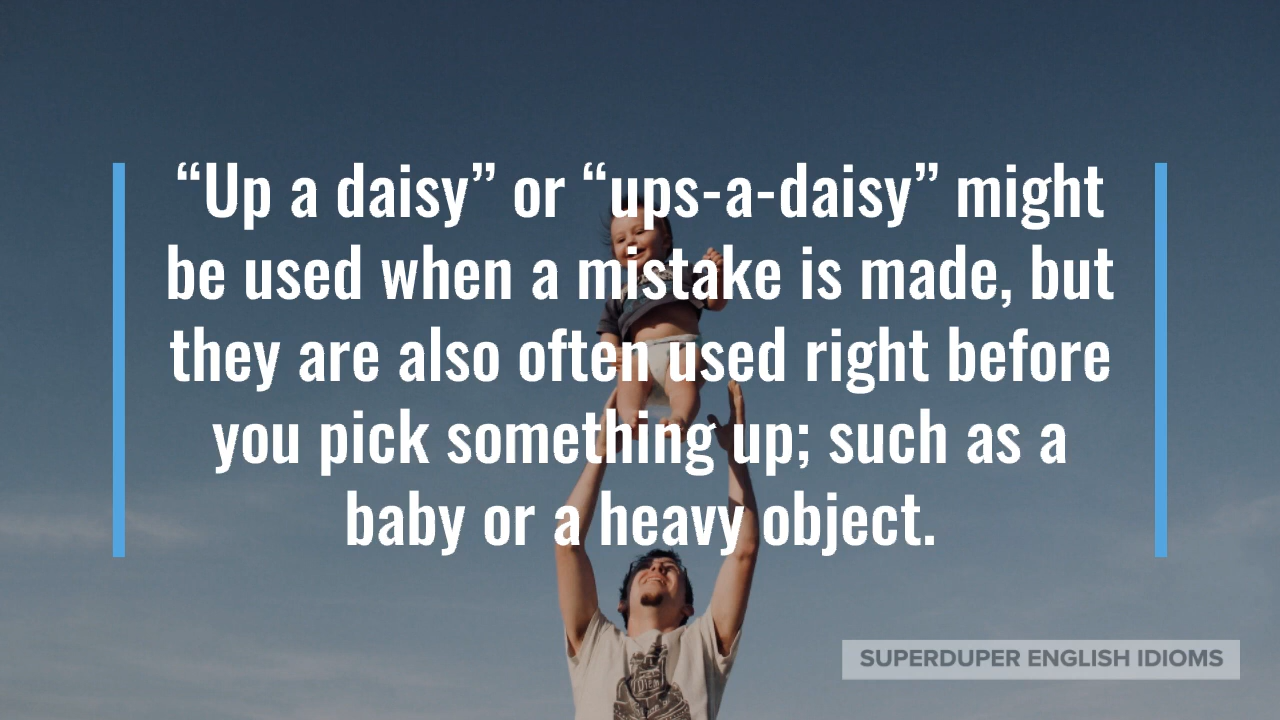 “Up a daisy” or “ups-a-daisy” might
be used when a mistake is made, but
they are also often used right before
you pick something up; such as a
baby or a heavy object.
SUPERDUPER ENGLISH IDIOMS